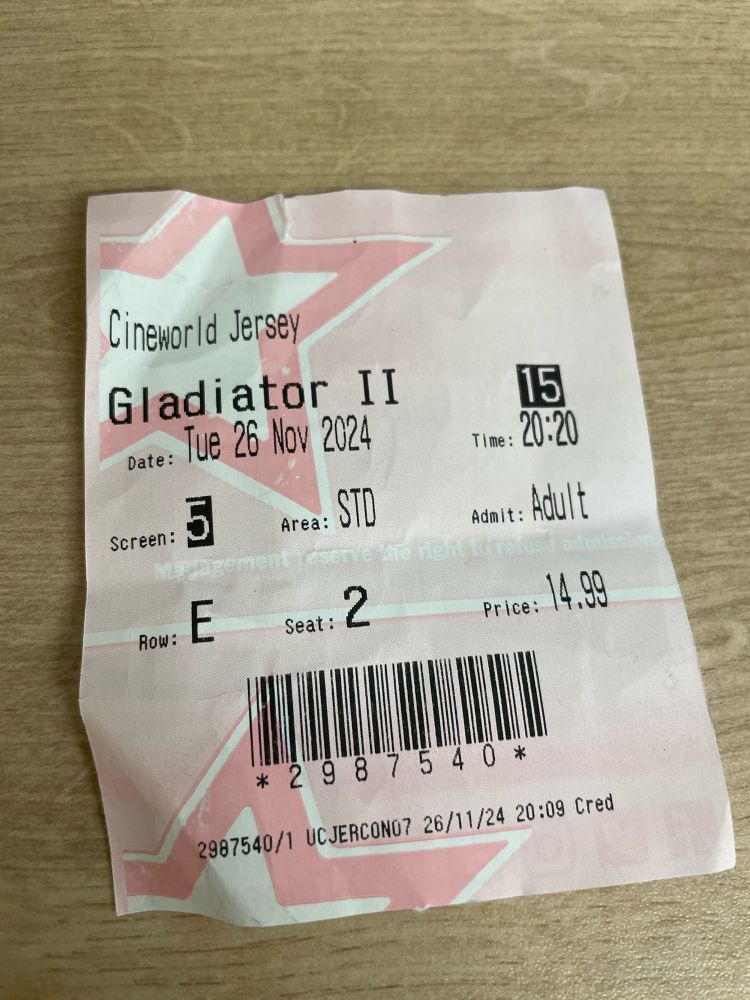 Cineworld Jersey
Gladiator II 15
Date: Tue 26 Nov 2024 Time: 20:20
Screen: 5 Area: STD Admit: Adult
Management reserve the right to refuse admission
Row: E Seat: 2 Price: 14.99
*2987540*
2987540/1 UCJERCON07 26/11/24 20:09 Cred